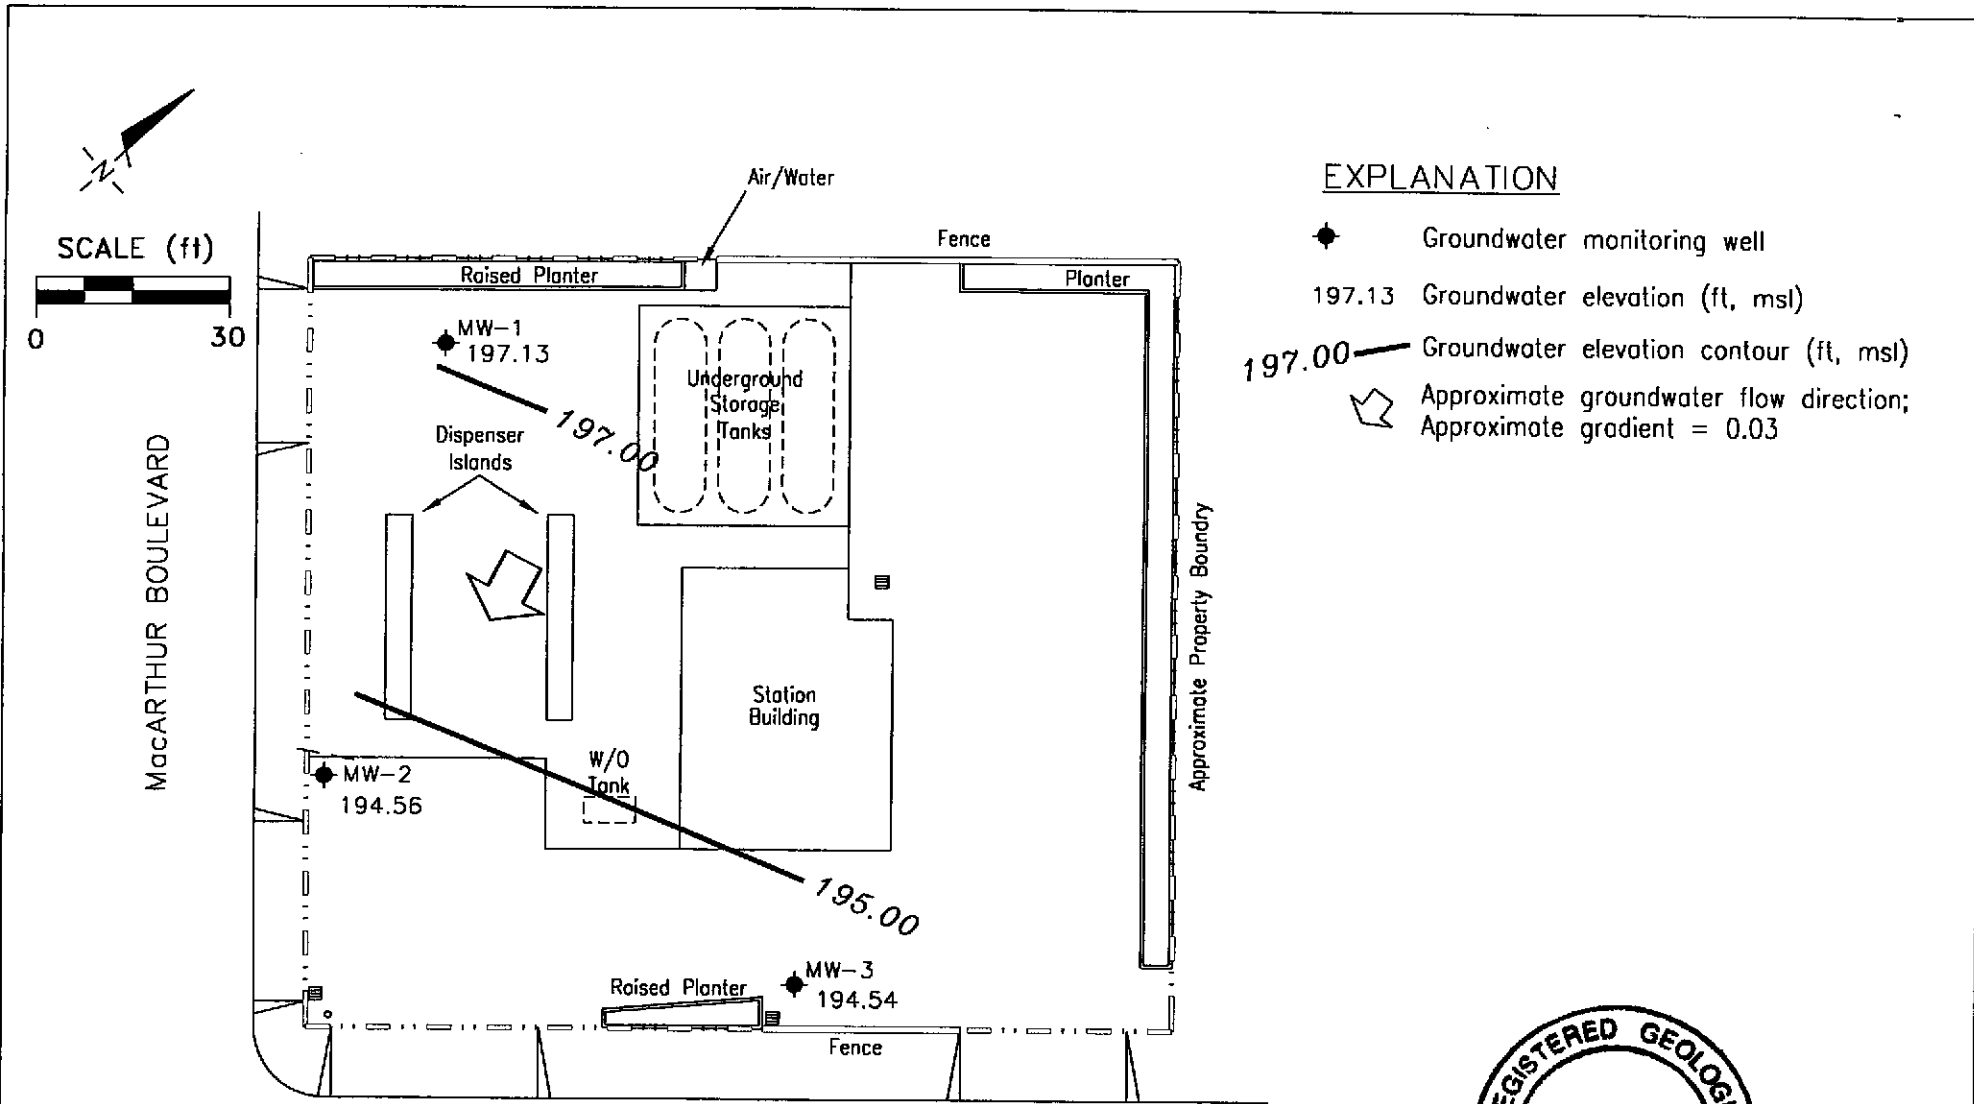 N
SCALE (ft)
0 30
Air/Water
Fence
Raised Planter
Planter
MW-1
197.13
Underground
Storage
Tanks
197.00
Dispenser
Islands
MacARTHUR BOULEVARD
Approximate Property Boundry
Station
Building
W/O
Tank
MW-2
194.56
195.00
MW-3
194.54
Raised Planter
Fence
EXPLANATION
Groundwater monitoring well
197.13 Groundwater elevation (ft, msl)
197.00 Groundwater elevation contour (ft, msl)
Approximate groundwater flow direction;
Approximate gradient = 0.03
EGISTERED GEOLOG